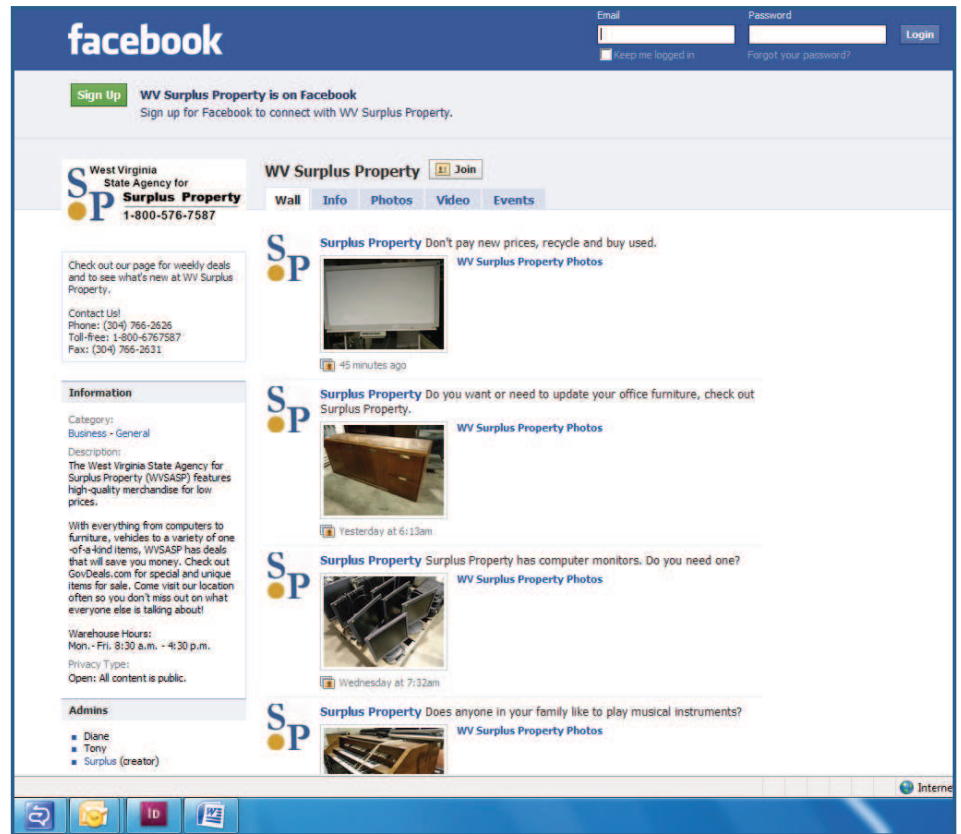 Email
Password
facebook
Login
Keep me logged in
Forgot your password?
Sign Up
WV Surplus Property is on Facebook
Sign up for Facebook to connect with WV Surplus Property.
West Virginia
State Agency for
Surplus Property
1-800-576-7587
SP
WV Surplus Property
Join
Wall
Info
Photos
Video
Events
Check out our page for weekly deals
and to see what's new at WV Surplus
Property.
Contact Us!
Phone: (304) 766-2626
Toll-free: 1-800-6767587
Fax: (304) 766-2631
Information
Category:
Business - General
Description:
The West Virginia State Agency for
Surplus Property (WVSASP) features
high-quality merchandise for low
prices.
With everything from computers to
furniture, vehicles to a variety of one
-of-a-kind items, WVSASP has deals
that will save you money. Check out
GovDeals.com for special and unique
items for sale. Come visit our location
often so you don't miss out on what
everyone else is talking about!
Warehouse Hours:
Mon. - Fri. 8:30 a.m. - 4:30 p.m.
Privacy Type:
Open: All content is public.
Admins
Diane
Tony
Surplus (creator)
SP
Surplus Property Don't pay new prices, recycle and buy used.
WV Surplus Property Photos
45 minutes ago
SP
Surplus Property Do you want or need to update your office furniture, check out
Surplus Property.
WV Surplus Property Photos
Yesterday at 6:13am
SP
Surplus Property Surplus Property has computer monitors. Do you need one?
WV Surplus Property Photos
Wednesday at 7:32am
SP
Surplus Property Does anyone in your family like to play musical instruments?
WV Surplus Property Photos
Interne
ID
W